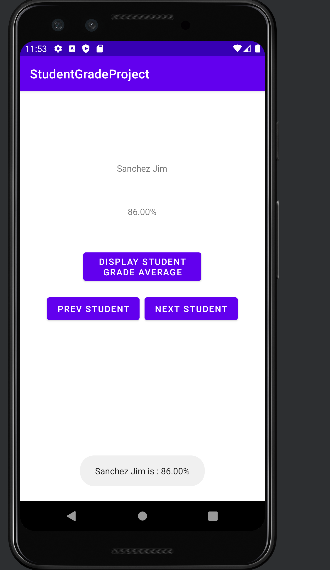 11:53
StudentGradeProject
Sanchez Jim
86.00%
DISPLAY STUDENT
GRADE AVERAGE
PREV STUDENT NEXT STUDENT
Sanchez Jim is : 86.00%